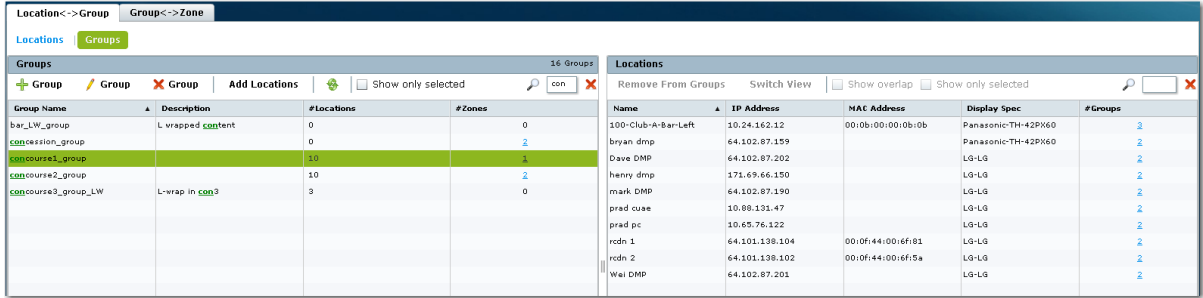 Location<->Group Group<->Zone
Locations Groups
Groups 16 Groups
Group Group Group Add Locations Show only selected con
Group Name Description #Locations #Zones
bar_LW_group L wrapped content 0 0
concession_group 0 2
concourse1_group 10 1
concourse2_group 10 2
concourse3_group_LW L-wrap in con3 3 0
Locations
Remove From Groups Switch View Show overlap Show only selected
Name IP Address MAC Address Display Spec #Groups
100-Club-A-Bar-Left 10.24.162.12 00:0b:00:00:0b:0b Panasonic-TH-42PX60 3
bryan dmp 64.102.87.159 Panasonic-TH-42PX60 2
Dave DMP 64.102.87.202 LG-LG 2
henry dmp 171.69.66.150 LG-LG 2
mark DMP 64.102.87.190 LG-LG 2
prad cuae 10.88.131.47 LG-LG 2
prad pc 10.65.76.122 LG-LG 2
rcdn 1 64.101.138.104 00:0f:44:00:6f:81 LG-LG 2
rcdn 2 64.101.138.102 00:0f:44:00:6f:5a LG-LG 2
Wei DMP 64.102.87.201 LG-LG 2